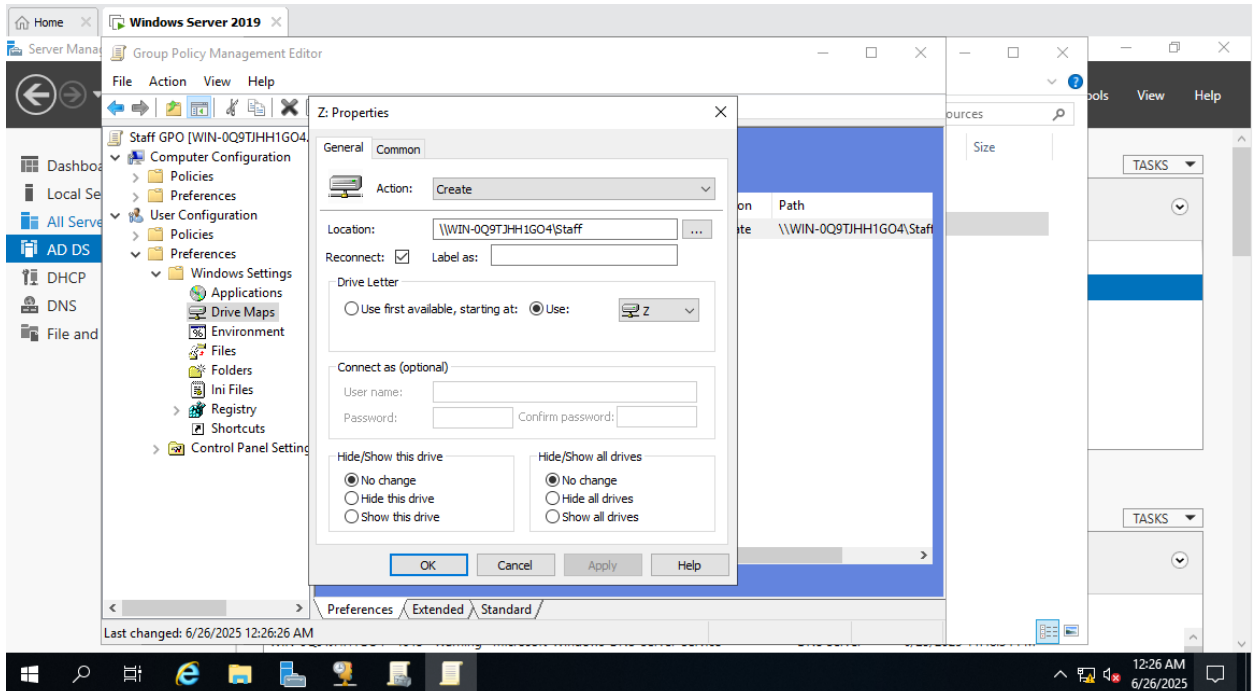 Home
Windows Server 2019
Server Mana
Group Policy Management Editor
File Action View Help
ools View Help
Z: Properties
ources
Staff GPO [WIN-0Q9TJHH1GO4.
Computer Configuration
Policies
Preferences
User Configuration
Policies
Preferences
Windows Settings
Applications
Drive Maps
Environment
Files
Folders
Ini Files
Registry
Shortcuts
Control Panel Setting
Dashboa
Local Se
All Serve
AD DS
DHCP
DNS
File and
General Common
Action: Create
Location: \\WIN-0Q9TJHH1GO4\Staff ...
Reconnect: Label as:
Drive Letter
Use first available, starting at: Use: Z
Connect as (optional)
User name:
Password: Confirm password:
Hide/Show this drive
No change
Hide this drive
Show this drive
Hide/Show all drives
No change
Hide all drives
Show all drives
OK Cancel Apply Help
on Path
ate \\WIN-0Q9TJHH1GO4\Staff
Size
TASKS
TASKS
Preferences Extended Standard
Last changed: 6/26/2025 12:26:26 AM
12:26 AM
6/26/2025